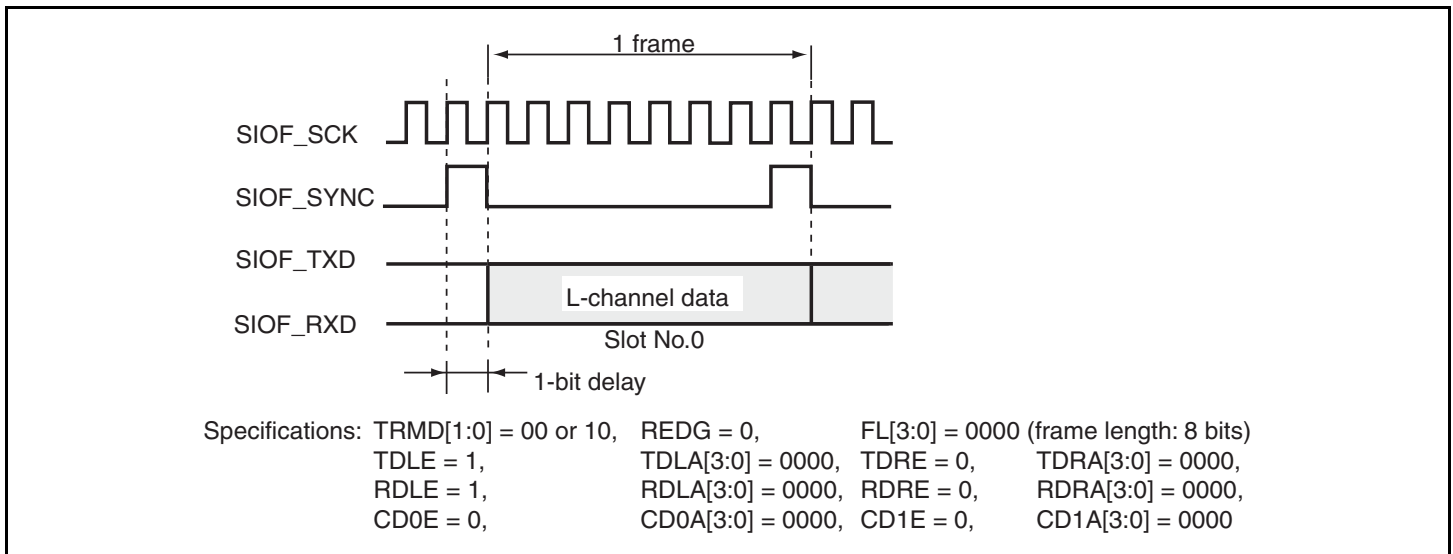 1 frame
SIOF_SCK
SIOF_SYNC
SIOF_TXD
L-channel data
SIOF_RXD
Slot No.0
1-bit delay
Specifications: TRMD[1:0] = 00 or 10, REDG = 0, FL[3:0] = 0000 (frame length: 8 bits)
TDLE = 1, TDLA[3:0] = 0000, TDRE = 0, TDRA[3:0] = 0000,
RDLE = 1, RDLA[3:0] = 0000, RDRE = 0, RDRA[3:0] = 0000,
CD0E = 0, CD0A[3:0] = 0000, CD1E = 0, CD1A[3:0] = 0000